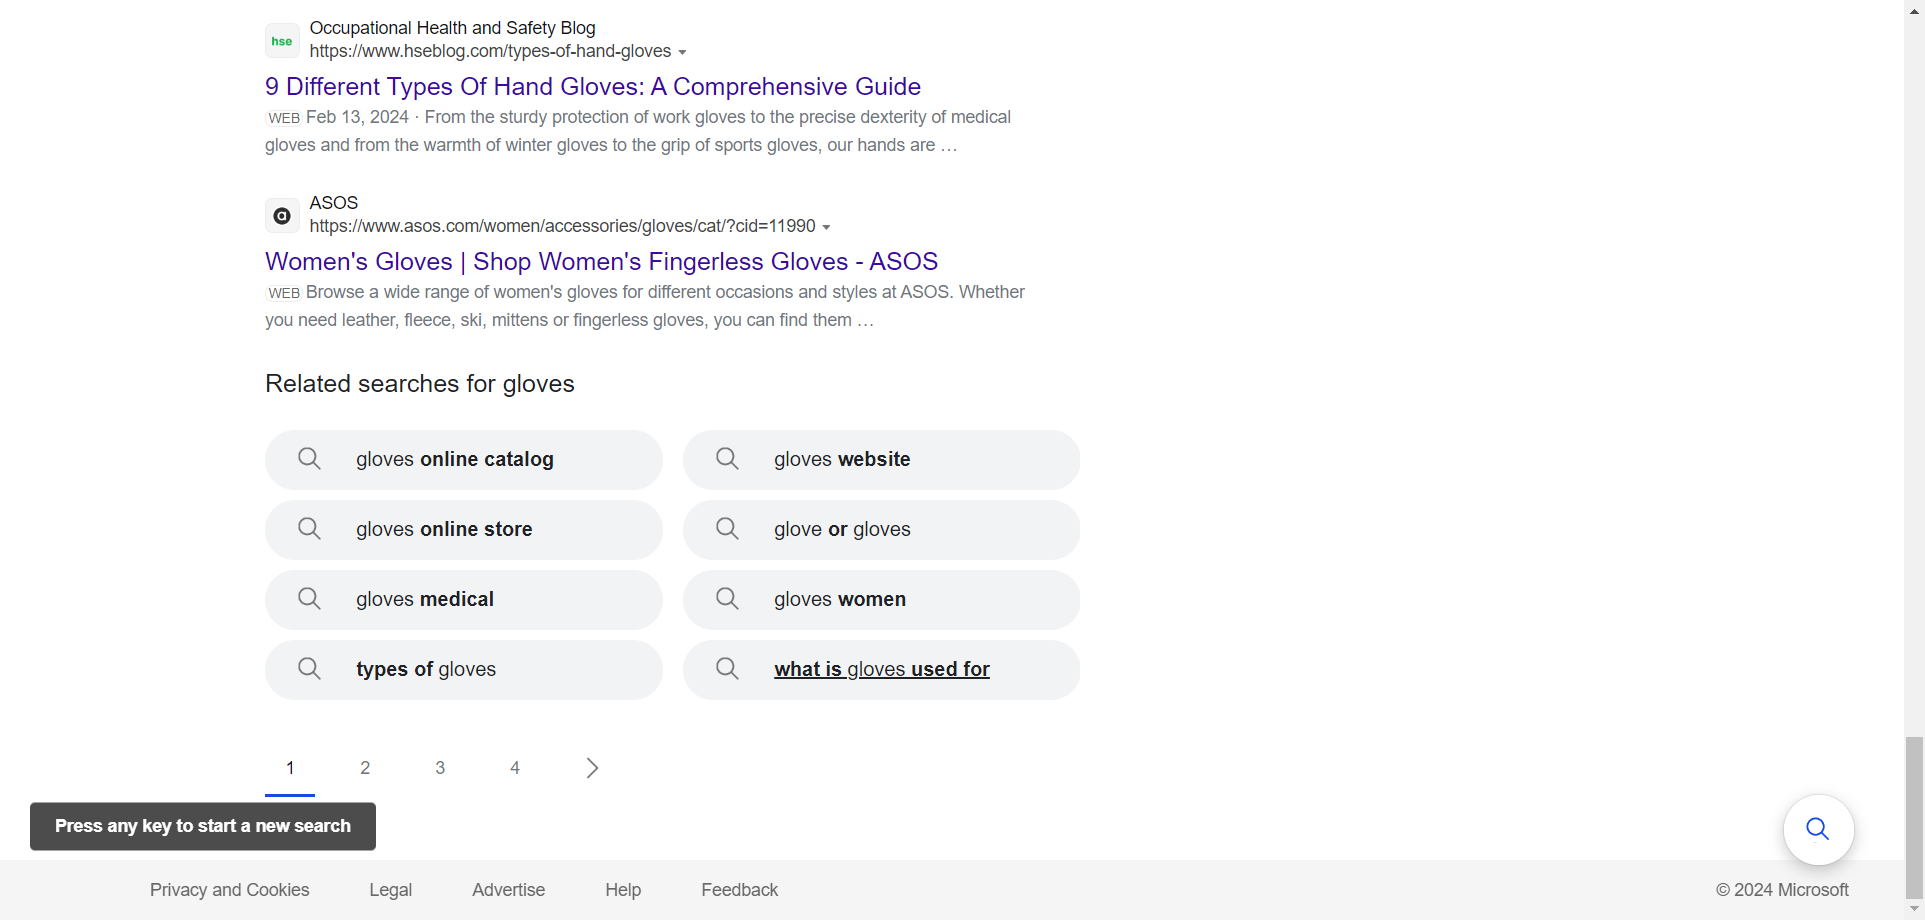 hse
Occupational Health and Safety Blog
https://www.hseblog.com/types-of-hand-gloves
9 Different Types Of Hand Gloves: A Comprehensive Guide
WEB Feb 13, 2024 · From the sturdy protection of work gloves to the precise dexterity of medical
gloves and from the warmth of winter gloves to the grip of sports gloves, our hands are …
a
ASOS
https://www.asos.com/women/accessories/gloves/cat/?cid=11990
Women's Gloves | Shop Women's Fingerless Gloves - ASOS
WEB Browse a wide range of women's gloves for different occasions and styles at ASOS. Whether
you need leather, fleece, ski, mittens or fingerless gloves, you can find them …
Related searches for gloves
gloves online catalog
gloves website
gloves online store
glove or gloves
gloves medical
gloves women
types of gloves
what is gloves used for
1 2 3 4
Press any key to start a new search
Privacy and Cookies Legal Advertise Help Feedback © 2024 Microsoft